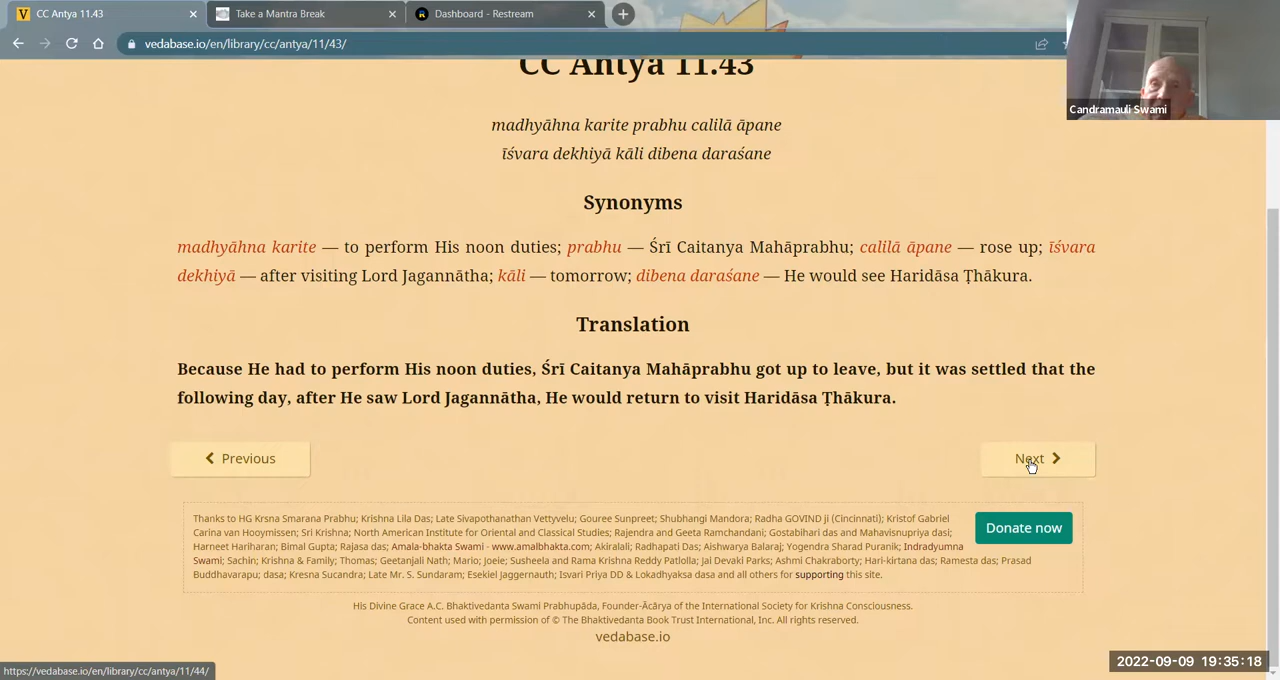 CC Antya 11.43
Take a Mantra Break
Dashboard - Restream
vedabase.io/en/library/cc/antya/11/43/
CC Antya 11.43
Candramauli Swami
madhyāhna karite prabhu calilā āpane
īśvara dekhiyā kāli dibena daraśane
Synonyms
madhyāhna karite — to perform His noon duties; prabhu — Śrī Caitanya Mahāprabhu; calilā āpane — rose up; īśvara
dekhiyā — after visiting Lord Jagannātha; kāli — tomorrow; dibena daraśane — He would see Haridāsa Ṭhākura.
Translation
Because He had to perform His noon duties, Śrī Caitanya Mahāprabhu got up to leave, but it was settled that the
following day, after He saw Lord Jagannātha, He would return to visit Haridāsa Ṭhākura.
Previous
Next
Thanks to HG Krsna Smarana Prabhu; Krishna Lila Das; Late Sivapothanathan Vettyvelu; Gouree Sunpreet; Shubhangi Mandora; Radha GOVIND ji (Cincinnati); Kristof Gabriel
Carina van Hooymissen; Sri Krishna; North American Institute for Oriental and Classical Studies; Rajendra and Geeta Ramchandani; Gostabihari das and Mahavisnupriya dasi;
Harneet Hariharan; Bimal Gupta; Rajasa das; Amala-bhakta Swami - www.amalbhakta.com; Akiralali; Radhapati Das; Aishwarya Balaraj; Yogendra Sharad Puranik; Indradyumna
Swami; Sachin; Krishna & Family; Thomas; Geetanjali Nath; Mario; Joeie; Susheela and Rama Krishna Reddy Patlolla; Jai Devaki Parks; Ashmi Chakraborty; Hari-kirtana das; Ramesta das; Prasad
Buddhavarapu; dasa; Kresna Sucandra; Late Mr. S. Sundaram; Esekiel Jaggernauth; Isvari Priya DD & Lokadhyaksa dasa and all others for supporting this site.
Donate now
His Divine Grace A.C. Bhaktivedanta Swami Prabhupāda, Founder-Ācārya of the International Society for Krishna Consciousness.
Content used with permission of © The Bhaktivedanta Book Trust International, Inc. All rights reserved.
vedabase.io
https://vedabase.io/en/library/cc/antya/11/44/
2022-09-09 19:35:18